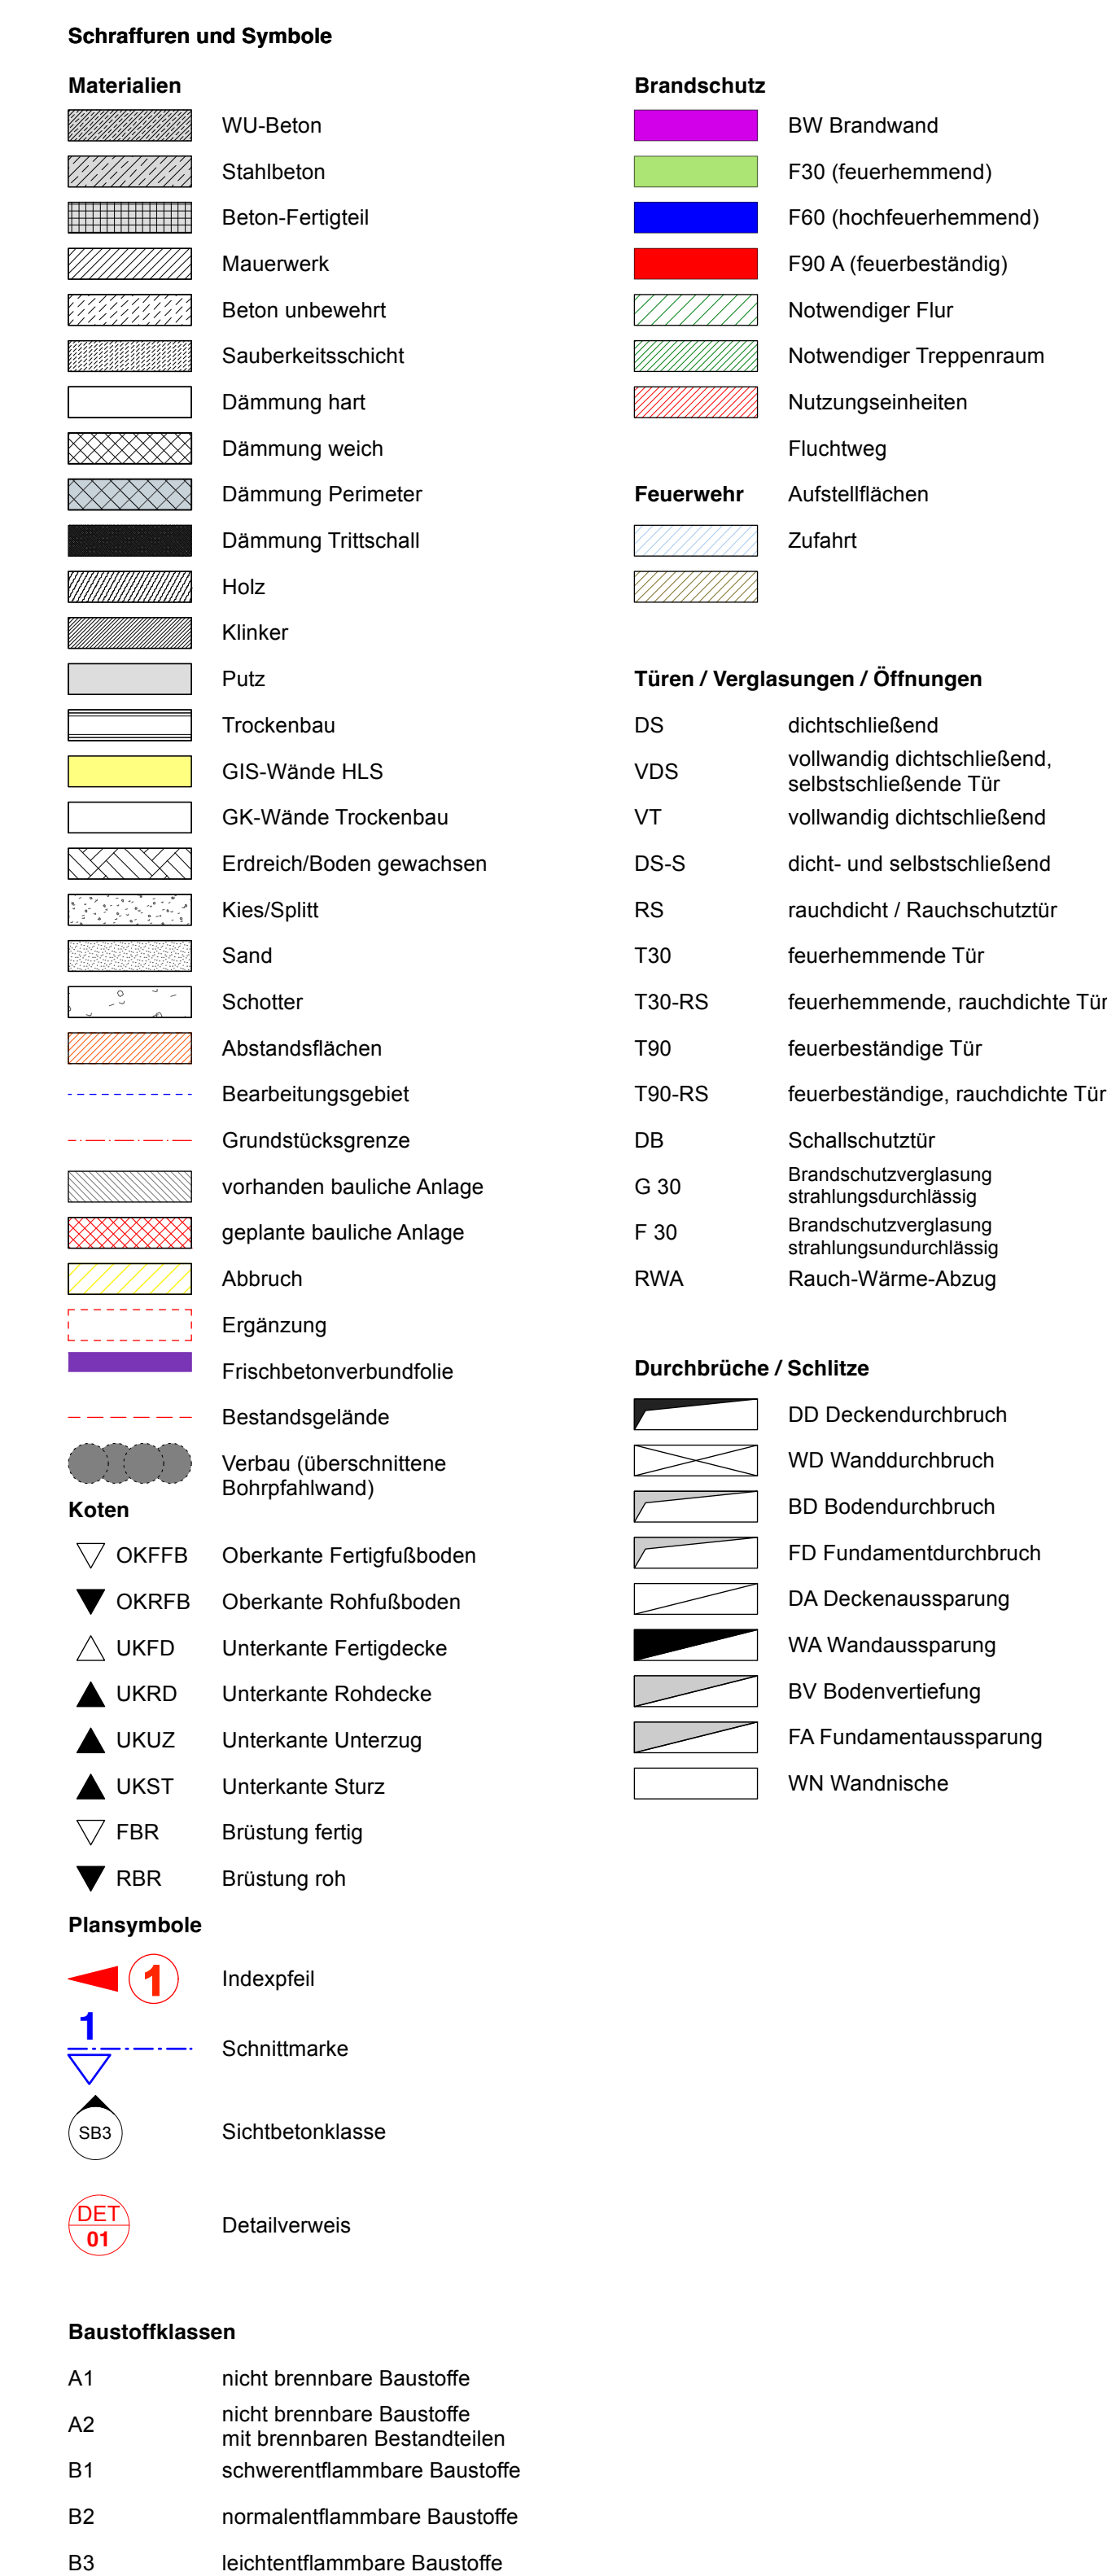 Schraffuren und Symbole
Materialien
WU-Beton
Stahlbeton
Beton-Fertigteil
Mauerwerk
Beton unbewehrt
Sauberkeitsschicht
Dämmung hart
Dämmung weich
Dämmung Perimeter
Dämmung Trittschall
Holz
Klinker
Putz
Trockenbau
GIS-Wände HLS
GK-Wände Trockenbau
Erdreich/Boden gewachsen
Kies/Splitt
Sand
Schotter
Abstandsflächen
Bearbeitungsgebiet
Grundstücksgrenze
vorhanden bauliche Anlage
geplante bauliche Anlage
Abbruch
Ergänzung
Frischbetonverbundfolie
Bestandsgelände
Verbau (überschnittene
Bohrpfahlwand)
Koten
OKFFB Oberkante Fertigfußboden
OKRFB Oberkante Rohfußboden
UKFD Unterkante Fertigdecke
UKRD Unterkante Rohdecke
UKUZ Unterkante Unterzug
UKST Unterkante Sturz
FBR Brüstung fertig
RBR Brüstung roh
Plansymbole
1 Indexpfeil
1
Schnittmarke
SB3 Sichtbetonklasse
DET
01
Detailverweis
Baustoffklassen
A1 nicht brennbare Baustoffe
A2 nicht brennbare Baustoffe
mit brennbaren Bestandteilen
B1 schwerentflammbare Baustoffe
B2 normalentflammbare Baustoffe
B3 leichtentflammbare Baustoffe
Brandschutz
BW Brandwand
F30 (feuerhemmend)
F60 (hochfeuerhemmend)
F90 A (feuerbeständig)
Notwendiger Flur
Notwendiger Treppenraum
Nutzungseinheiten
Fluchtweg
Feuerwehr Aufstellflächen
Zufahrt
Türen / Verglasungen / Öffnungen
DS dichtschließend
VDS vollwandig dichtschließend,
selbstschließende Tür
VT vollwandig dichtschließend
DS-S dicht- und selbstschließend
RS rauchdicht / Rauchschutztür
T30 feuerhemmende Tür
T30-RS feuerhemmende, rauchdichte Tür
T90 feuerbeständige Tür
T90-RS feuerbeständige, rauchdichte Tür
DB Schallschutztür
G 30 Brandschutzverglasung
strahlungsdurchlässig
F 30 Brandschutzverglasung
strahlungsundurchlässig
RWA Rauch-Wärme-Abzug
Durchbrüche / Schlitze
DD Deckendurchbruch
WD Wanddurchbruch
BD Bodendurchbruch
FD Fundamentdurchbruch
DA Deckenaussparung
WA Wandaussparung
BV Bodenvertiefung
FA Fundamentaussparung
WN Wandnische